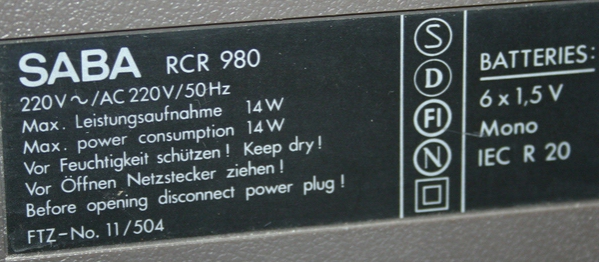 SABA RCR 980
220V~/AC 220V/50Hz
Max. Leistungsaufnahme 14W
Max. power consumption 14W
Vor Feuchtigkeit schützen! Keep dry!
Vor Öffnen Netzstecker ziehen!
Before opening disconnect power plug!
FTZ-No. 11/504
S
D
FI
N
BATTERIES:
6 x 1,5 V
Mono
IEC R 20